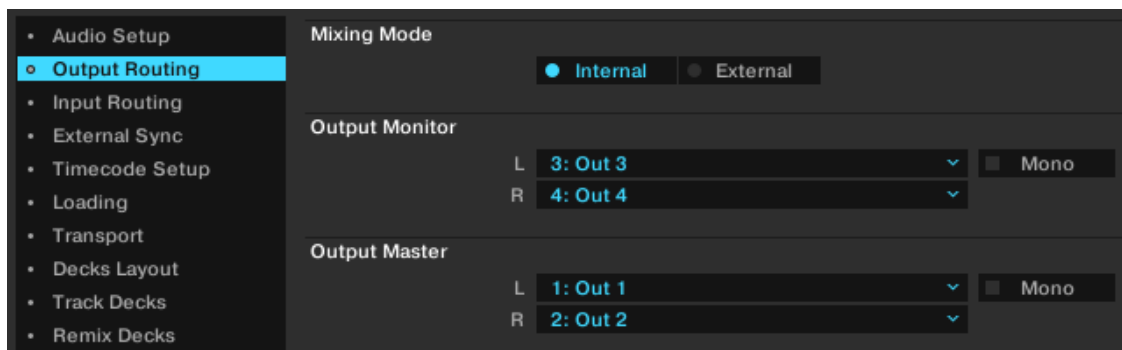 Audio Setup
Output Routing
Input Routing
External Sync
Timecode Setup
Loading
Transport
Decks Layout
Track Decks
Remix Decks
Mixing Mode
Internal External
Output Monitor
L 3: Out 3 Mono
R 4: Out 4
Output Master
L 1: Out 1 Mono
R 2: Out 2